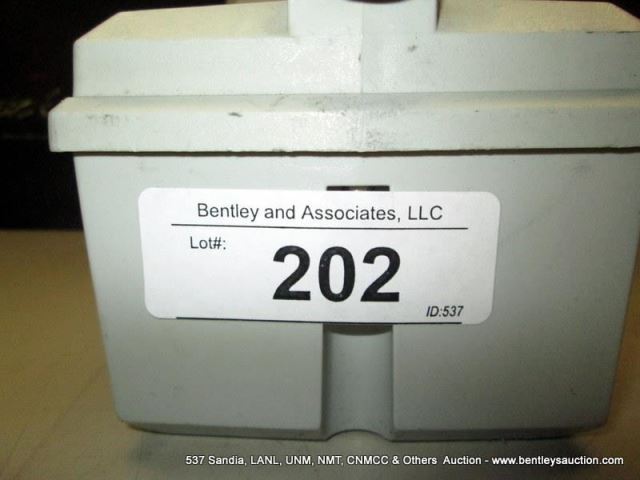 Bentley and Associates, LLC
Lot#:
202
ID:537
537 Sandia, LANL, UNM, NMT, CNMCC & Others Auction - www.bentleysauction.com